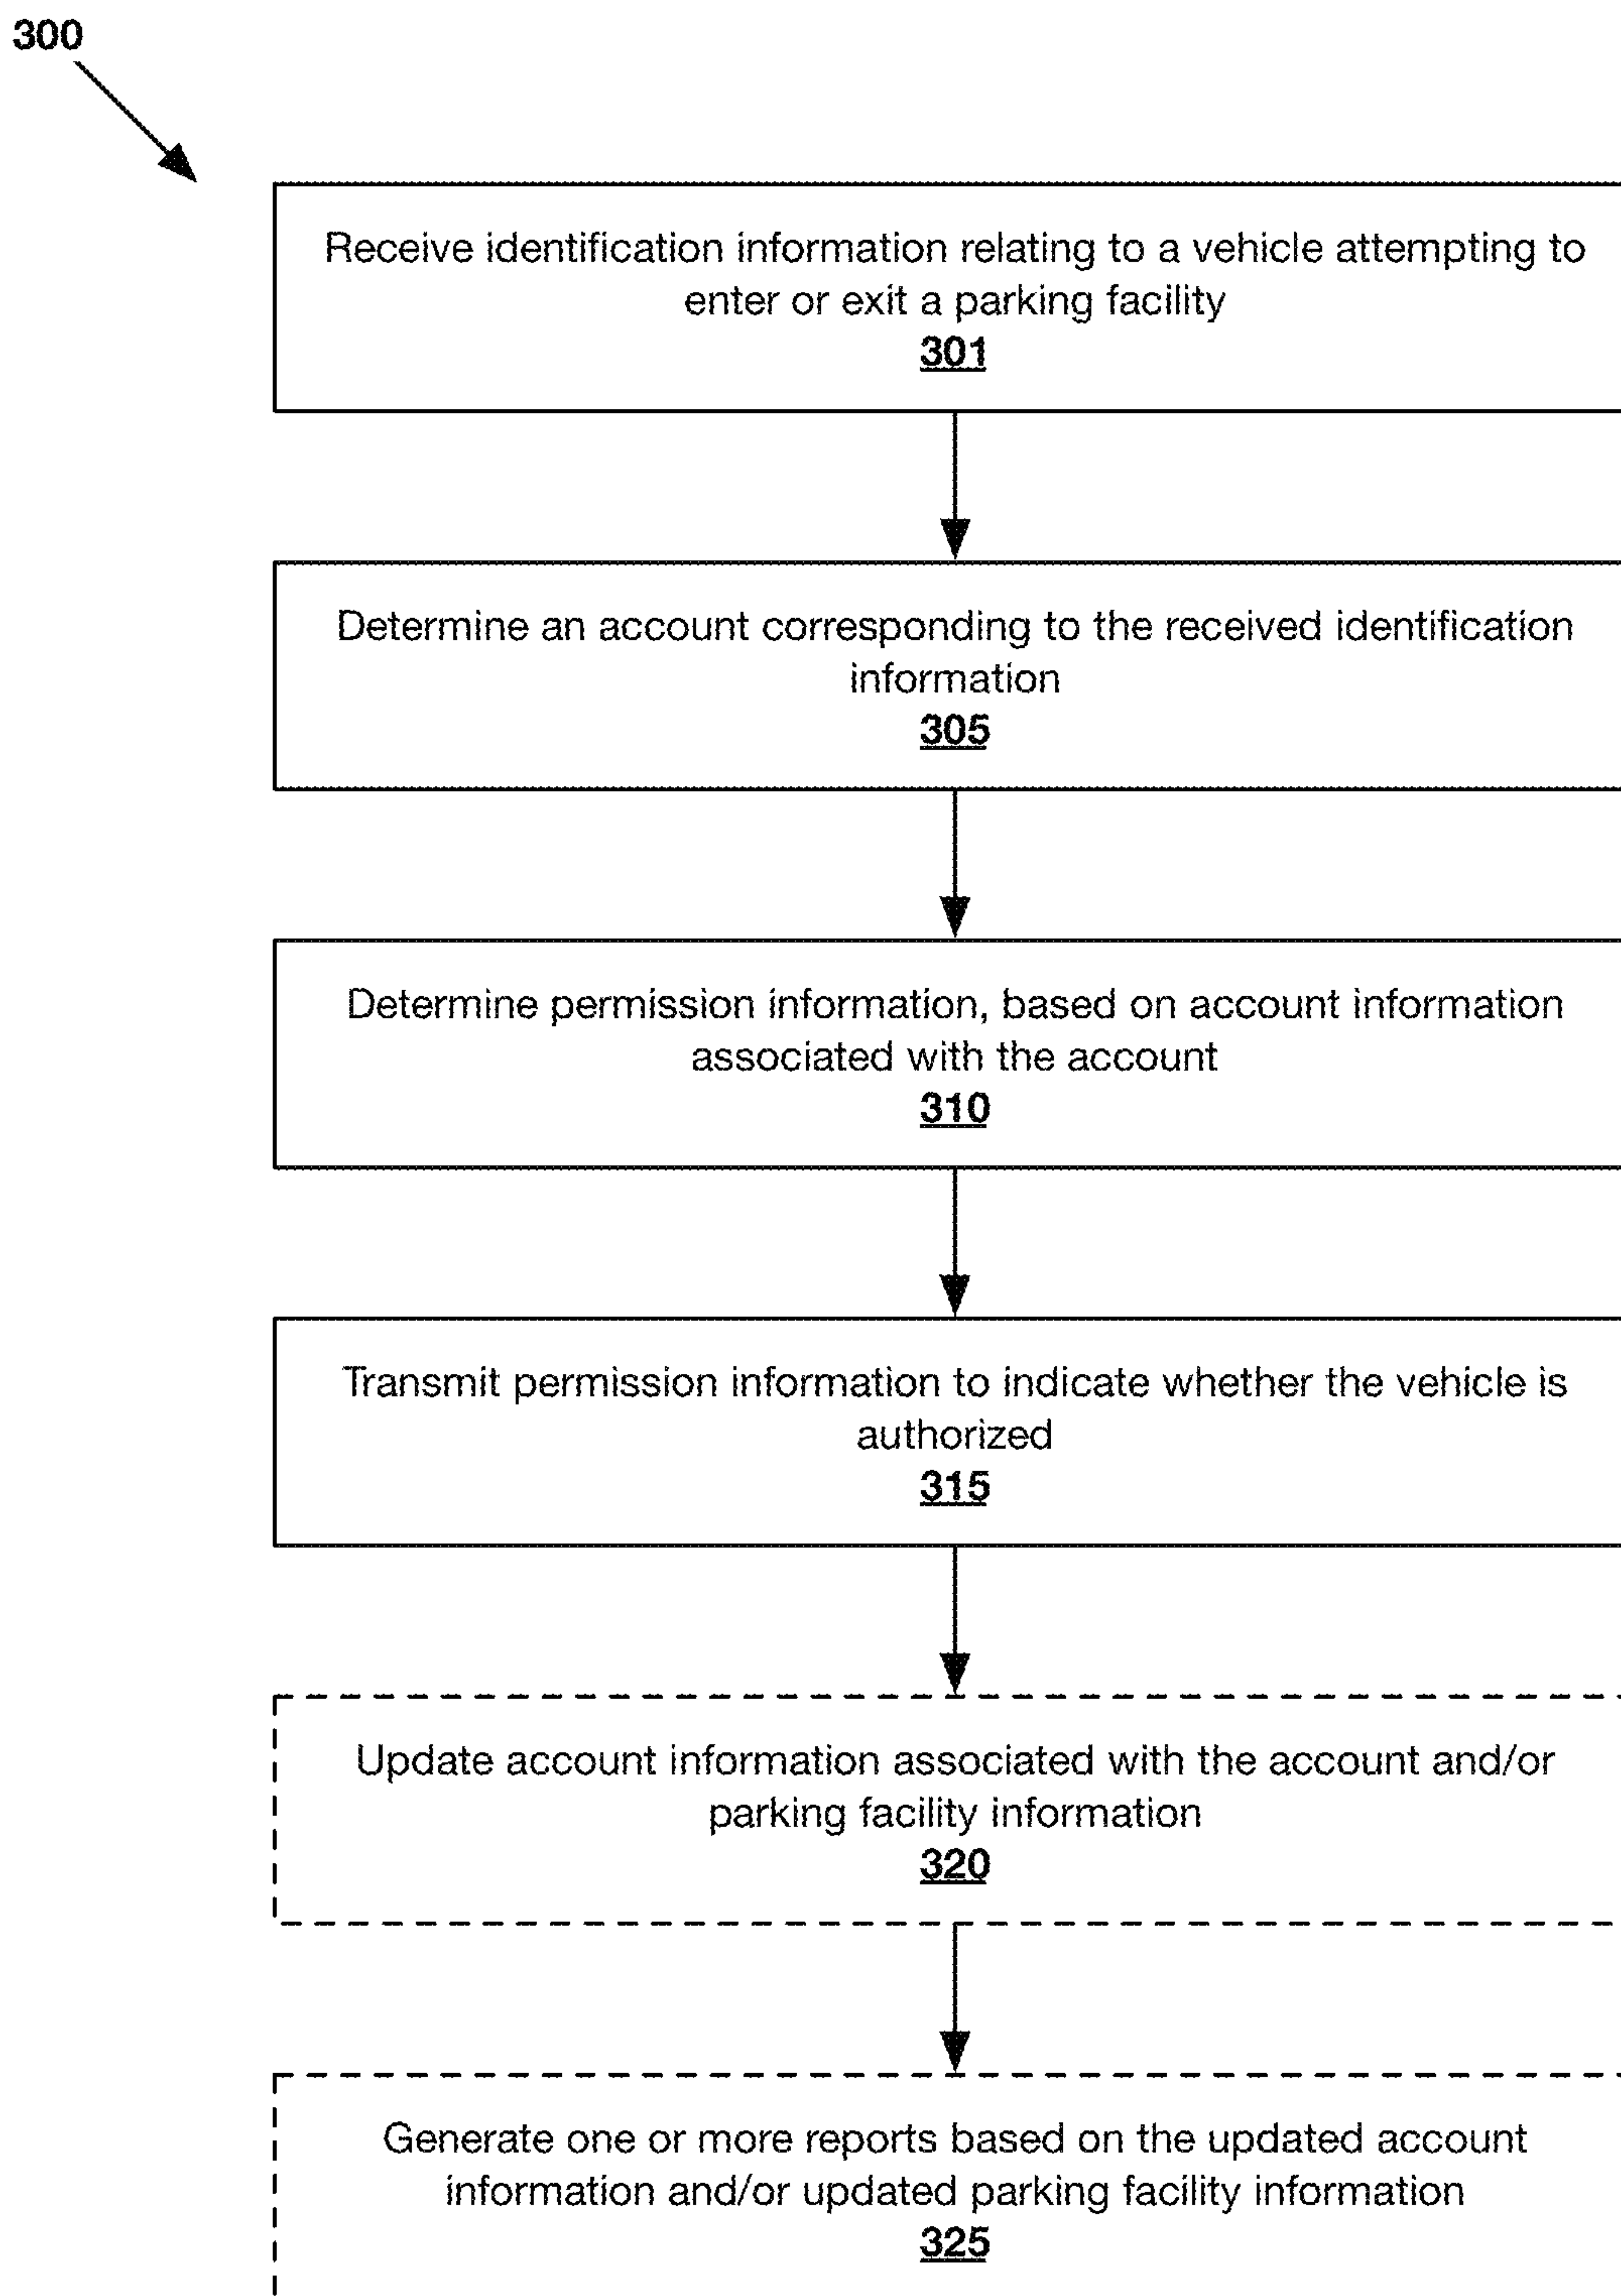 300
Receive identification information relating to a vehicle attempting to
enter or exit a parking facility
301
Determine an account corresponding to the received identification
information
305
Determine permission information, based on account information
associated with the account
310
Transmit permission information to indicate whether the vehicle is
authorized
315
Update account information associated with the account and/or
parking facility information
320
Generate one or more reports based on the updated account
information and/or updated parking facility information
325